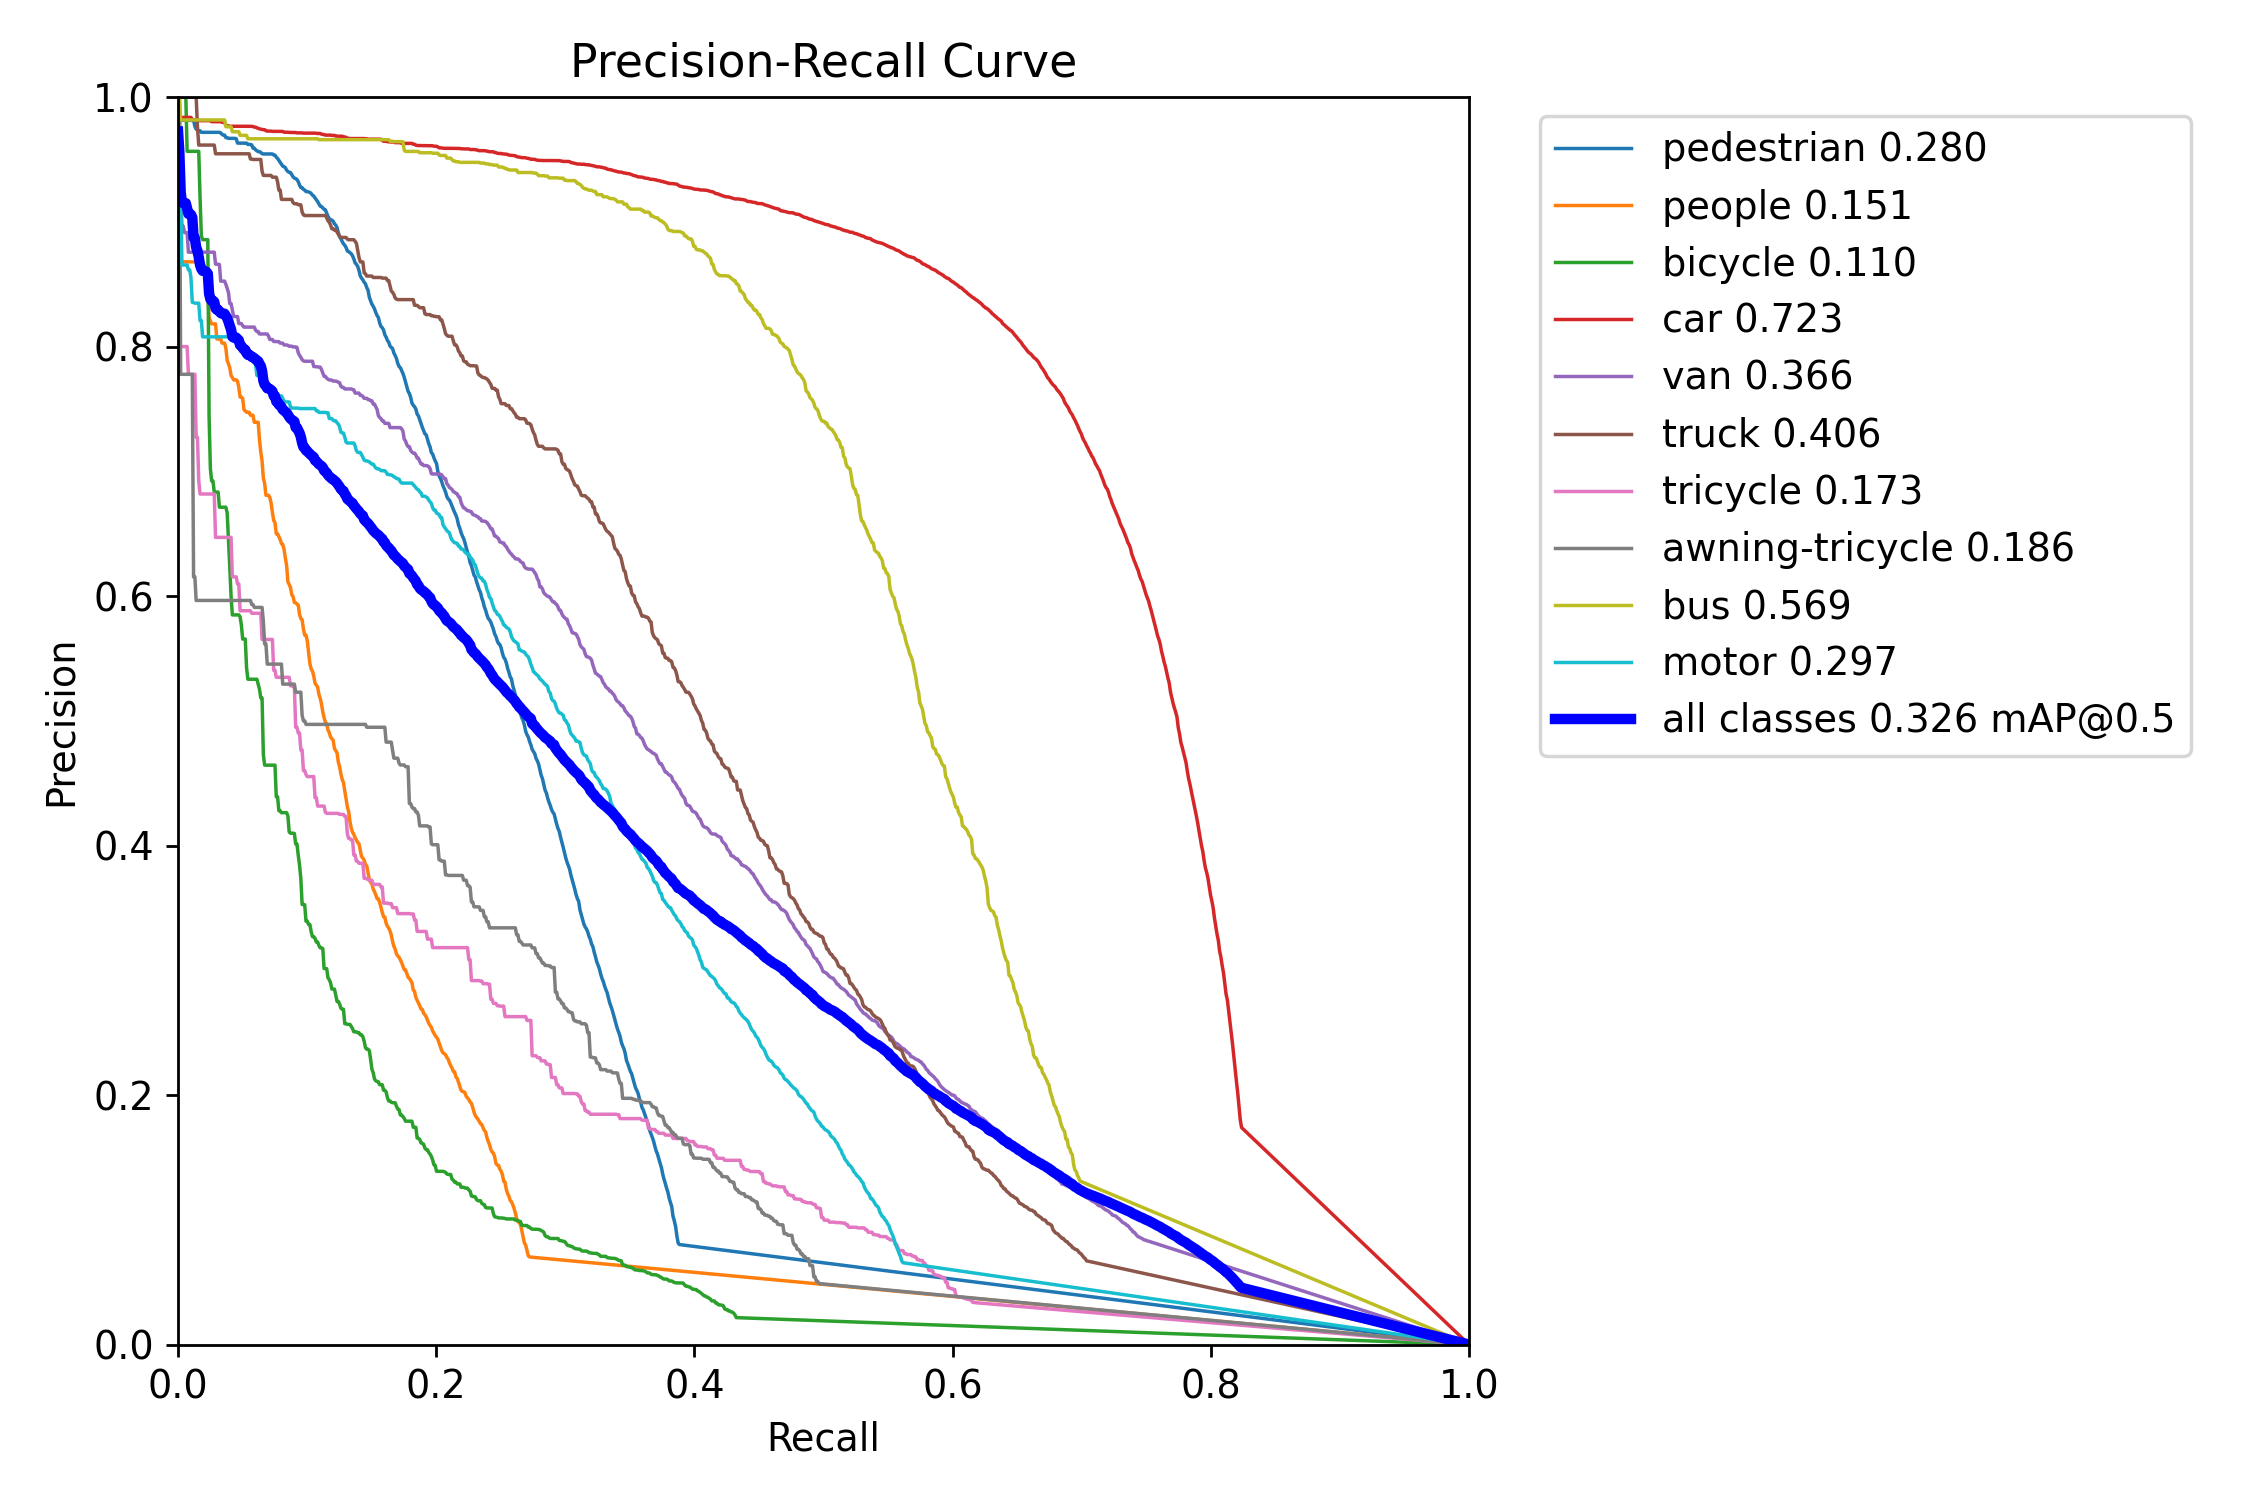 Precision-Recall Curve
1.0
0.8
0.6
0.4
0.2
0.0
Precision
0.0 0.2 0.4 0.6 0.8 1.0
Recall
pedestrian 0.280
people 0.151
bicycle 0.110
car 0.723
van 0.366
truck 0.406
tricycle 0.173
awning-tricycle 0.186
bus 0.569
motor 0.297
all classes 0.326 mAP@0.5